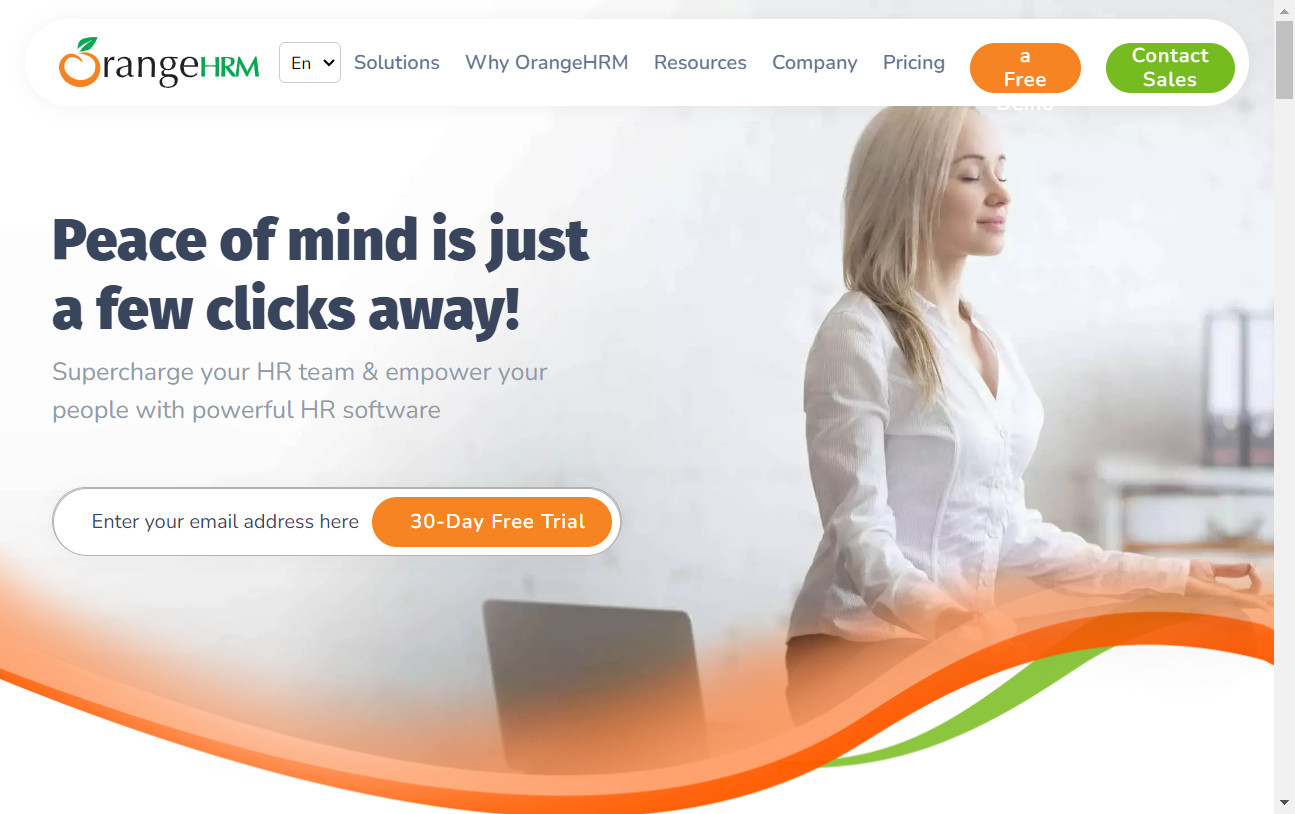 OrangeHRM
En
Solutions
Why OrangeHRM
Resources
Company
Pricing
a
Free
Demo
Contact
Sales
Peace of mind is just
a few clicks away!
Supercharge your HR team & empower your
people with powerful HR software
Enter your email address here
30-Day Free Trial